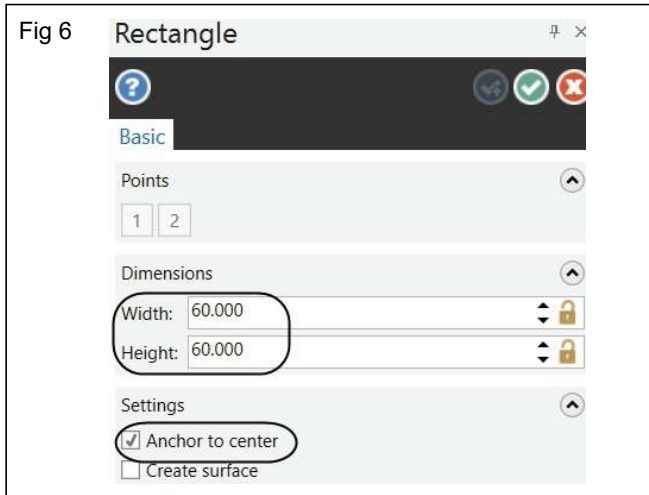 Fig 6
Rectangle
?
Basic
Points
1 2
Dimensions
Width: 60.000
Height: 60.000
Settings
Anchor to center
Create surface